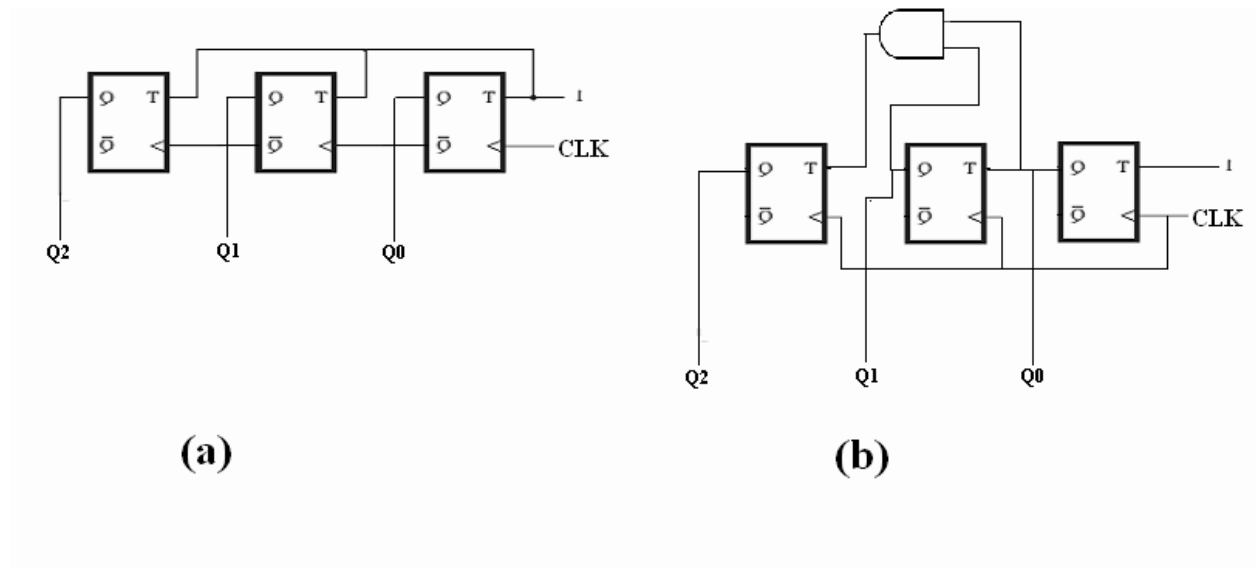 Q T Q T Q T 1
Q̅ Q̅ Q̅ CLK
Q2 Q1 Q0
(a)
Q T Q T Q T 1
Q̅ Q̅ Q̅ CLK
Q2 Q1 Q0
(b)